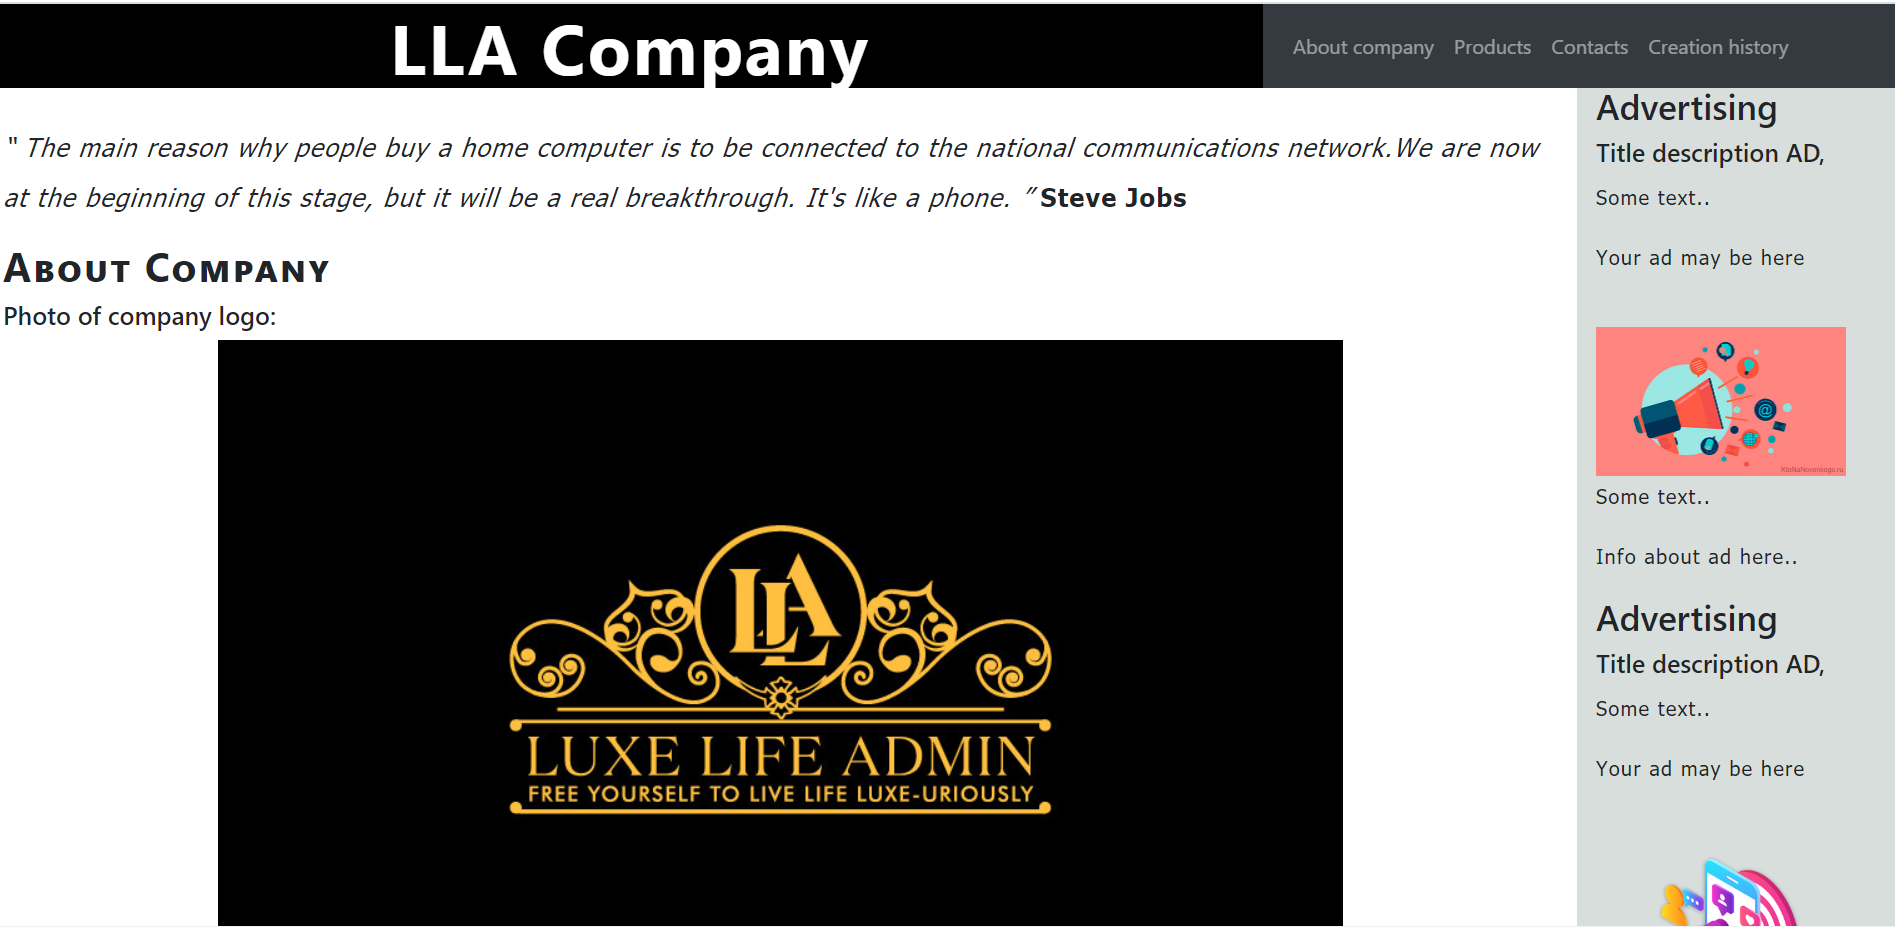 LLA Company
About company Products Contacts Creation history
" The main reason why people buy a home computer is to be connected to the national communications network.We are now
at the beginning of this stage, but it will be a real breakthrough. It's like a phone. ” Steve Jobs
About Company
Photo of company logo:
LLA
LUXE LIFE ADMIN
FREE YOURSELF TO LIVE LIFE LUXE-URIOUSLY
Advertising
Title description AD,
Some text..
Your ad may be here
@
KtoNaNovenkogo.ru
Some text..
Info about ad here..
Advertising
Title description AD,
Some text..
Your ad may be here